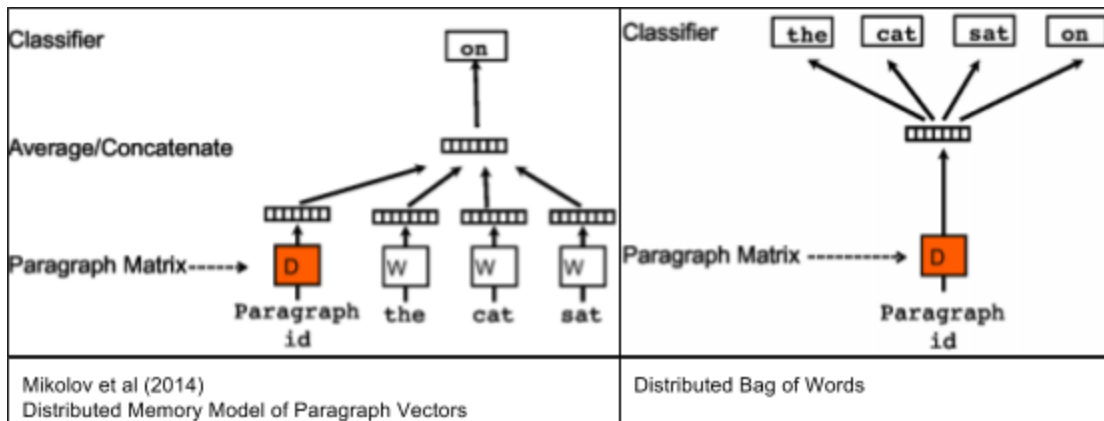 Classifier
on
Average/Concatenate
Paragraph Matrix
D
W
W
W
Paragraph
id
the
cat
sat
Mikolov et al (2014)
Distributed Memory Model of Paragraph Vectors
Classifier
the
cat
sat
on
Paragraph Matrix
D
Paragraph
id
Distributed Bag of Words